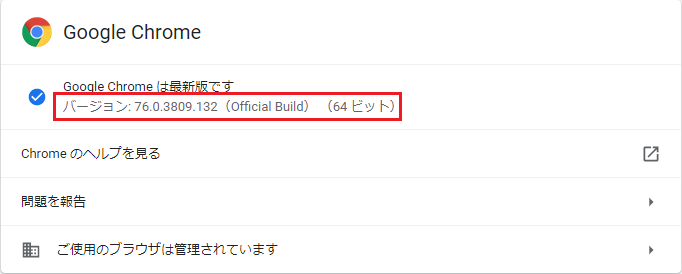 Google Chrome
Google Chrome は最新版です
バージョン: 76.0.3809.132（Official Build） （64 ビット）
Chrome のヘルプを見る
問題を報告
ご使用のブラウザは管理されています